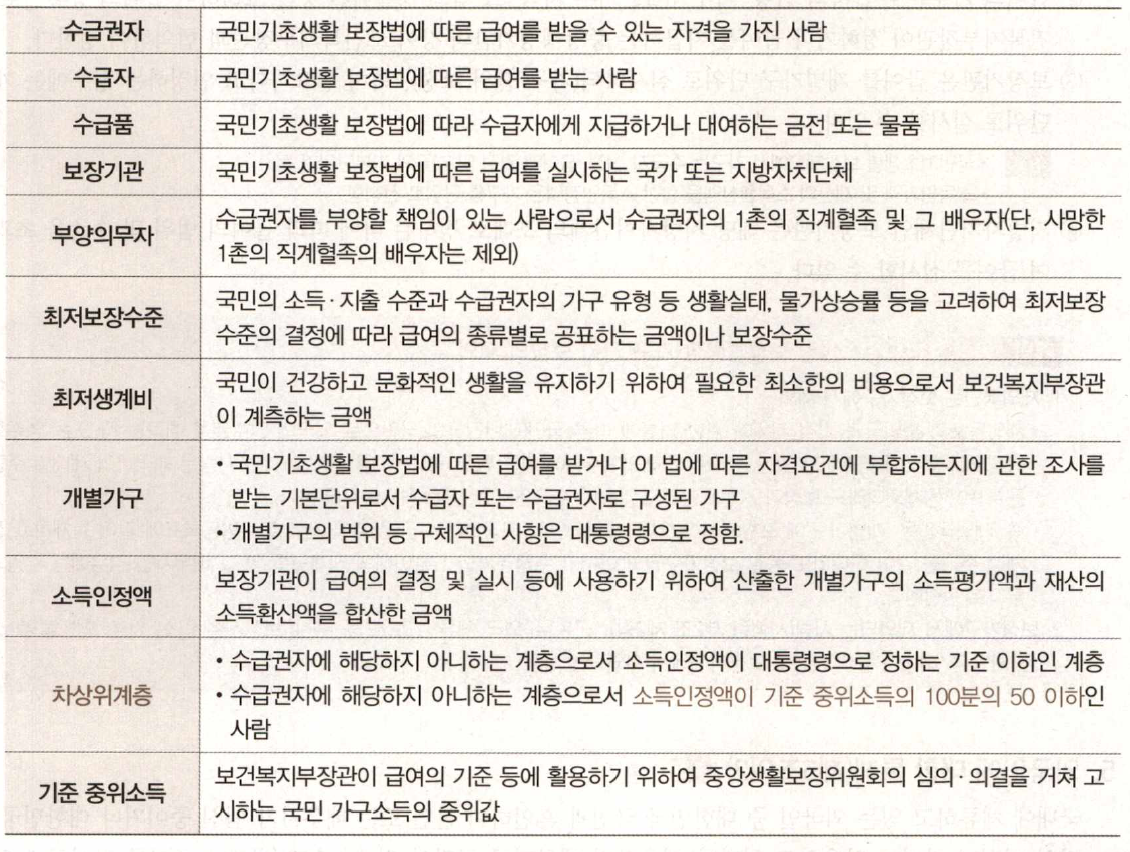 수급권자 국민기초생활 보장법에 따른 급여를 받을 수 있는 자격을 가진 사람
수급자 국민기초생활 보장법에 따른 급여를 받는 사람
수급품 국민기초생활 보장법에 따라 수급자에게 지급하거나 대여하는 금전 또는 물품
보장기관 국민기초생활 보장법에 따른 급여를 실시하는 국가 또는 지방자치단체
부양의무자 수급권자를 부양할 책임이 있는 사람으로서 수급권자의 1촌의 직계혈족 및 그 배우자(단, 사망한
1촌의 직계혈족의 배우자는 제외)
최저보장수준 국민의 소득·지출 수준과 수급권자의 가구 유형 등 생활실태, 물가상승률 등을 고려하여 최저보장
수준의 결정에 따라 급여의 종류별로 공표하는 금액이나 보장수준
최저생계비 국민이 건강하고 문화적인 생활을 유지하기 위하여 필요한 최소한의 비용으로서 보건복지부장관
이 계측하는 금액
개별가구 • 국민기초생활 보장법에 따른 급여를 받거나 이 법에 따른 자격요건에 부합하는지에 관한 조사를
받는 기본단위로서 수급자 또는 수급권자로 구성된 가구
• 개별가구의 범위 등 구체적인 사항은 대통령령으로 정함.
소득인정액 보장기관이 급여의 결정 및 실시 등에 사용하기 위하여 산출한 개별가구의 소득평가액과 재산의
소득환산액을 합산한 금액
차상위계층 • 수급권자에 해당하지 아니하는 계층으로서 소득인정액이 대통령령으로 정하는 기준 이하인 계층
• 수급권자에 해당하지 아니하는 계층으로서 소득인정액이 기준 중위소득의 100분의 50 이하인
사람
기준 중위소득 보건복지부장관이 급여의 기준 등에 활용하기 위하여 중앙생활보장위원회의 심의·의결을 거쳐 고
시하는 국민 가구소득의 중위값